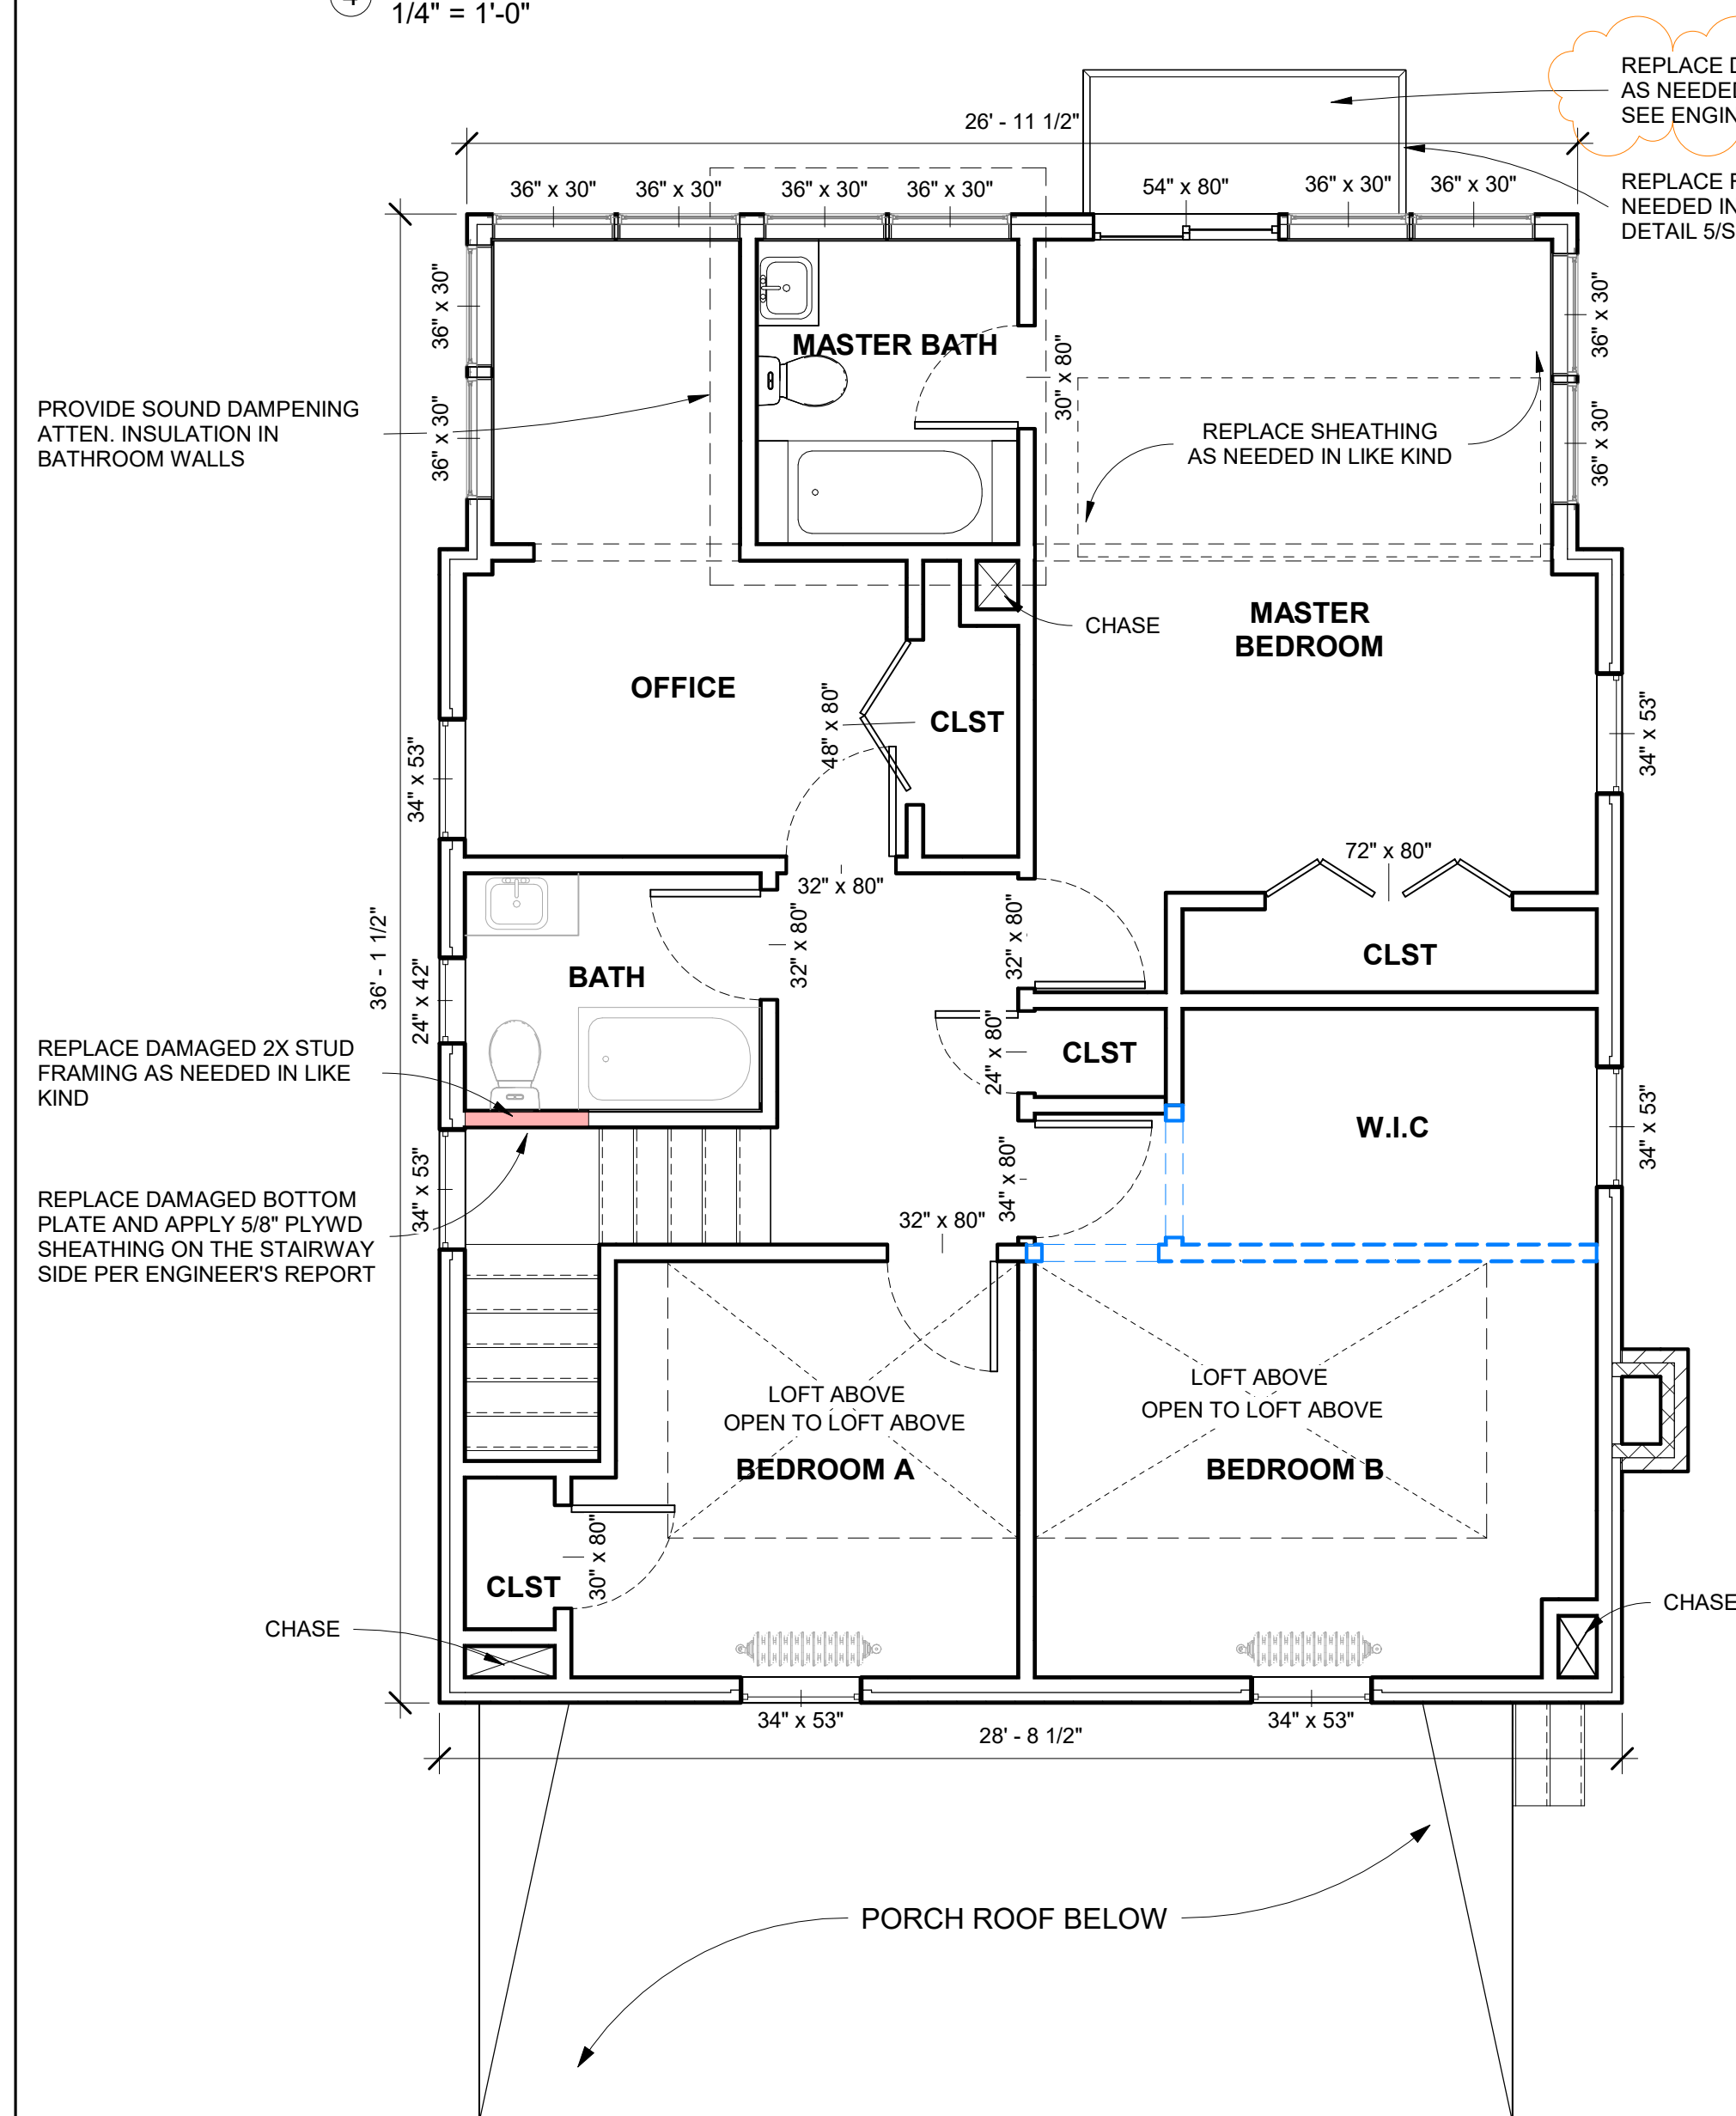 1/4" = 1'-0"
REPLACE
AS NEEDED
SEE
26' - 11 1/2"
REPLACE
NEEDED IN
DETAIL 5/S
36" x 30"
36" x 30"
36" x 30"
36" x 30"
54" x 80"
36" x 30"
36" x 30"
36" x 30"
36" x 30"
36" x 30"
36" x 30"
MASTER BATH
30" x 80"
PROVIDE SOUND DAMPENING
ATTEN. INSULATION IN
BATHROOM WALLS
REPLACE SHEATHING
AS NEEDED IN LIKE KIND
CHASE
MASTER
BEDROOM
OFFICE
48" x 80"
CLST
34" x 53"
34" x 53"
72" x 80"
32" x 80"
32" x 80"
32" x 80"
36' - 1 1/2"
BATH
24" x 42"
CLST
24" x 80"
CLST
REPLACE DAMAGED 2X STUD
FRAMING AS NEEDED IN LIKE
KIND
W.I.C
34" x 53"
34" x 53"
34" x 80"
32" x 80"
REPLACE DAMAGED BOTTOM
PLATE AND APPLY 5/8" PLYWD
SHEATHING ON THE STAIRWAY
SIDE PER ENGINEER'S REPORT
LOFT ABOVE
OPEN TO LOFT ABOVE
BEDROOM A
LOFT ABOVE
OPEN TO LOFT ABOVE
BEDROOM B
30" x 80"
CLST
CHASE
CHASE
34" x 53"
34" x 53"
28' - 8 1/2"
PORCH ROOF BELOW